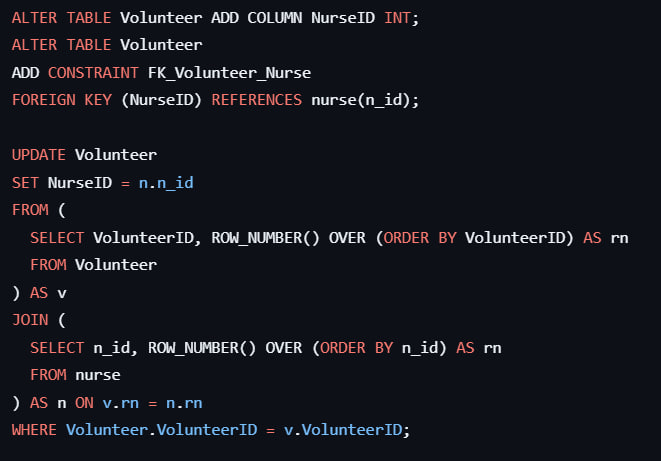 ALTER TABLE Volunteer ADD COLUMN NurseID INT;
ALTER TABLE Volunteer
ADD CONSTRAINT FK_Volunteer_Nurse
FOREIGN KEY (NurseID) REFERENCES nurse(n_id);

UPDATE Volunteer
SET NurseID = n.n_id
FROM (
  SELECT VolunteerID, ROW_NUMBER() OVER (ORDER BY VolunteerID) AS rn
  FROM Volunteer
) AS v
JOIN (
  SELECT n_id, ROW_NUMBER() OVER (ORDER BY n_id) AS rn
  FROM nurse
) AS n ON v.rn = n.rn
WHERE Volunteer.VolunteerID = v.VolunteerID;